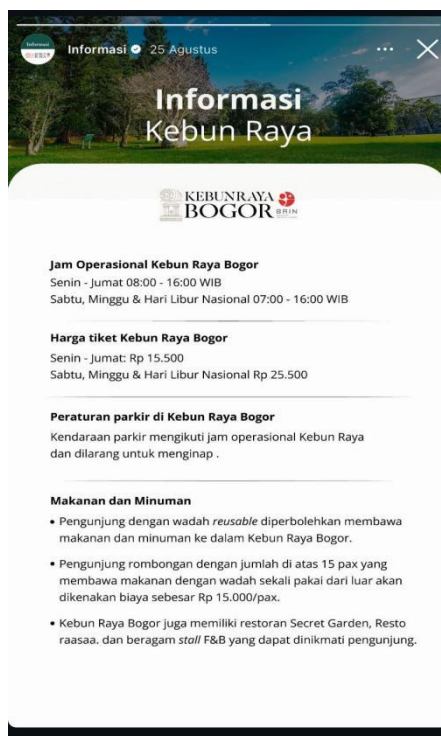 Informasi 25 Agustus
Informasi
Kebun Raya
KEBUN RAYA
BOGOR BRIN
Jam Operasional Kebun Raya Bogor
Senin - Jumat 08:00 - 16:00 WIB
Sabtu, Minggu & Hari Libur Nasional 07:00 - 16:00 WIB
Harga tiket Kebun Raya Bogor
Senin - Jumat: Rp 15.500
Sabtu, Minggu & Hari Libur Nasional Rp 25.500
Peraturan parkir di Kebun Raya Bogor
Kendaraan parkir mengikuti jam operasional Kebun Raya
dan dilarang untuk menginap .
Makanan dan Minuman
• Pengunjung dengan wadah reusable diperbolehkan membawa
makanan dan minuman ke dalam Kebun Raya Bogor.
• Pengunjung rombongan dengan jumlah di atas 15 pax yang
membawa makanan dengan wadah sekali pakai dari luar akan
dikenakan biaya sebesar Rp 15.000/pax.
• Kebun Raya Bogor juga memiliki restoran Secret Garden, Resto
raasaa. dan beragam stall F&B yang dapat dinikmati pengunjung.